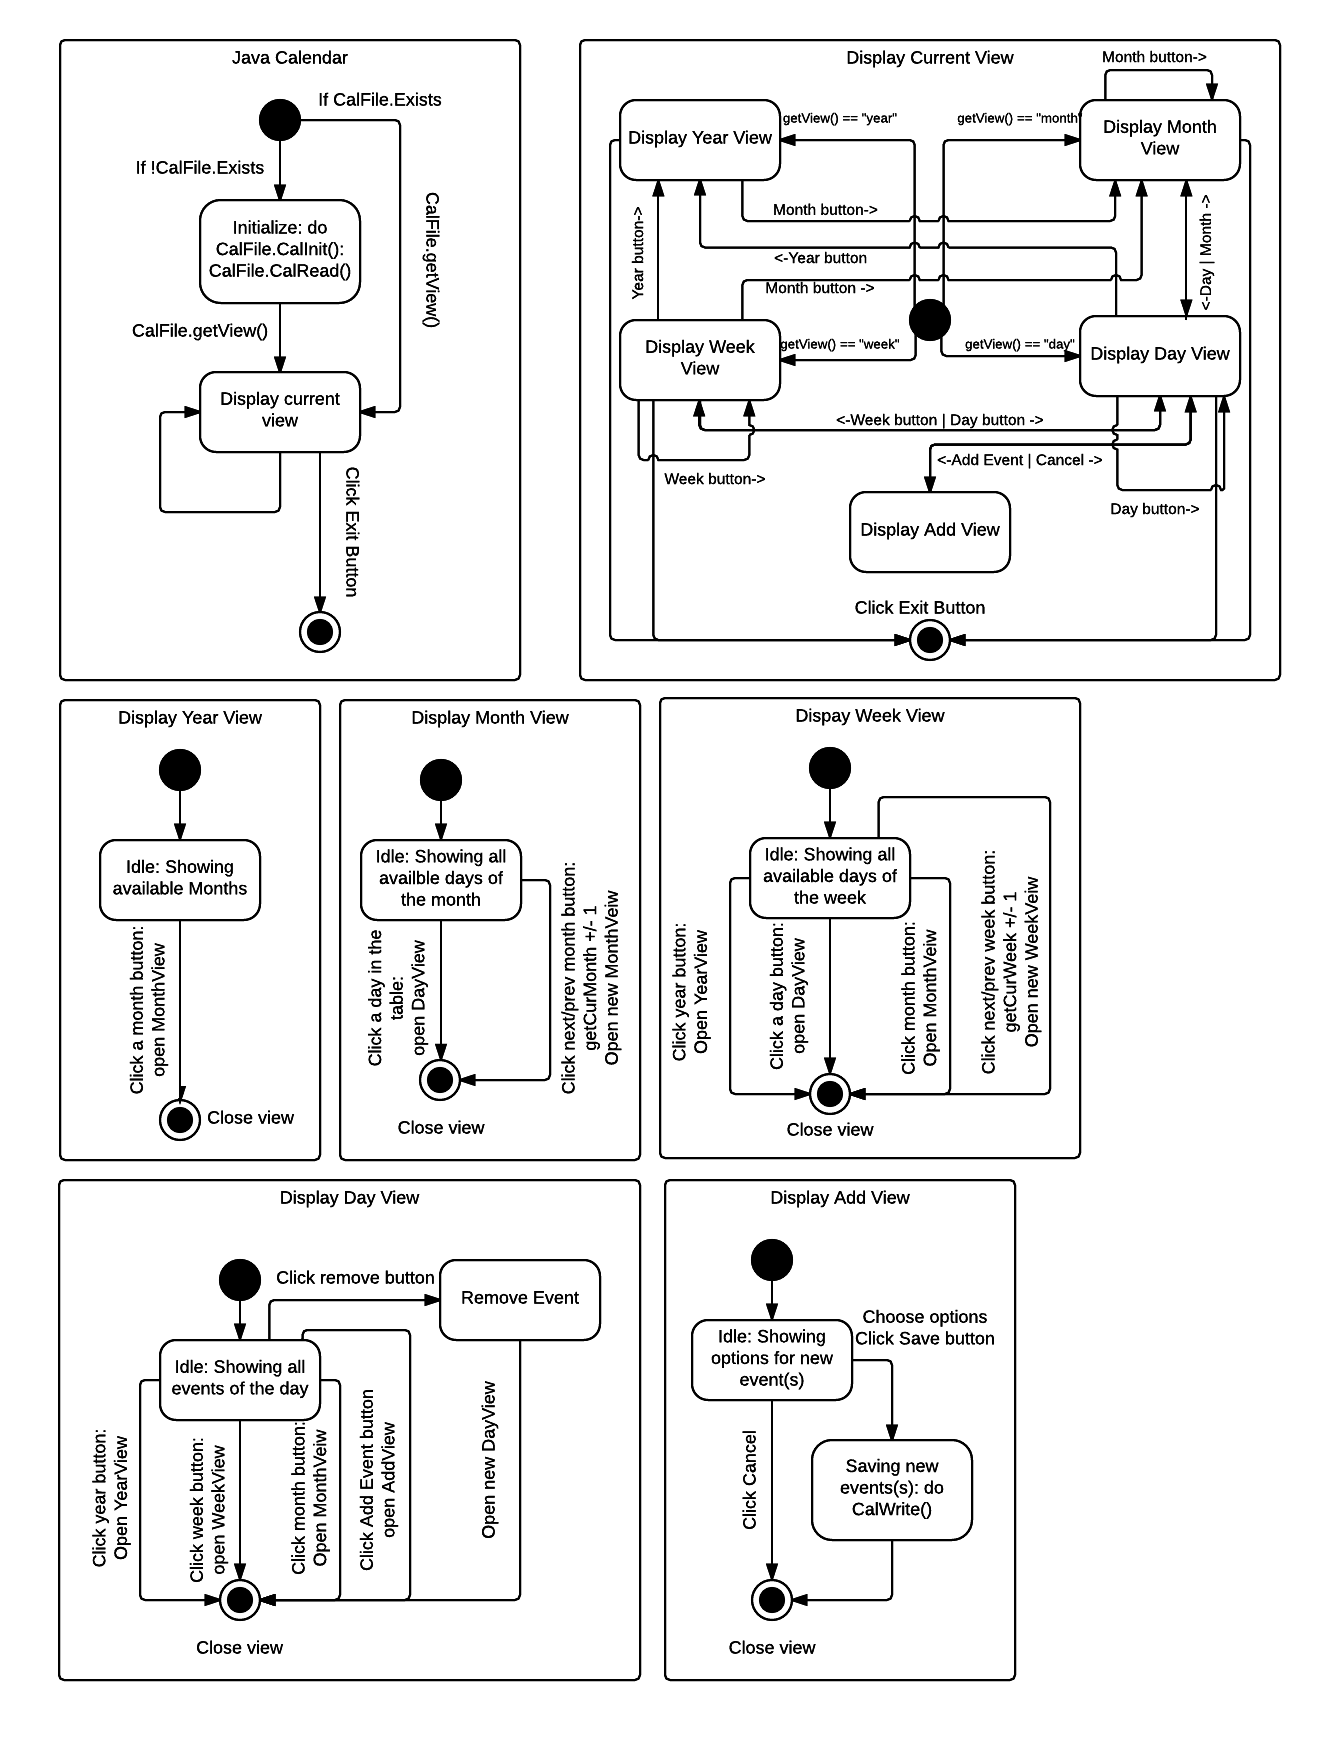 Java Calendar
If CalFile.Exists
If !CalFile.Exists
Initialize: do
CalFile.CalInit():
CalFile.CalRead()
CalFile.getView()
CalFile.getView()
Display current
view
Click Exit Button
Display Current View
Month button->
Display Year View
getView() == "year"
getView() == "month"
Display Month
View
Month button->
Year button->
<-Day | Month ->
<-Year button
Month button ->
Display Week
View
getView() == "week"
getView() == "day"
Display Day View
<-Week button | Day button ->
<-Add Event | Cancel ->
Week button->
Day button->
Display Add View
Click Exit Button
Display Year View
Idle: Showing
available Months
Click a month button:
open MonthView
Close view
Display Month View
Idle: Showing all
availble days of
the month
Click a day in the
table:
open DayView
Click next/prev month button:
getCurMonth +/- 1
Open new MonthVeiw
Close view
Dispay Week View
Idle: Showing all
available days of
the week
Click year button:
Open YearView
Click a day button:
open DayView
Click month button:
Open MonthVeiw
Click next/prev week button:
getCurWeek +/- 1
Open new WeekVeiw
Close view
Display Day View
Click remove button
Remove Event
Idle: Showing all
events of the day
Click year button:
Open YearView
Click week button:
open WeekView
Click month button:
Open MonthVeiw
Click Add Event button
open AddView
Open new DayView
Close view
Display Add View
Choose options
Click Save button
Idle: Showing
options for new
event(s)
Click Cancel
Saving new
events(s): do
CalWrite()
Close view